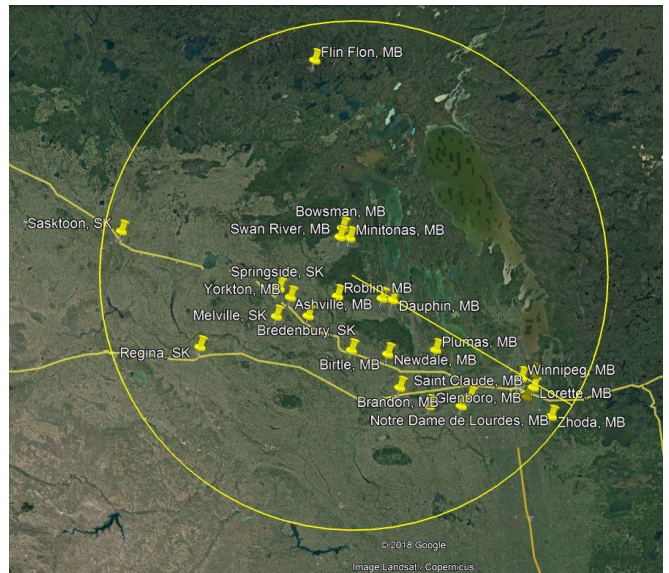 Flin Flon, MB
Bowsman, MB
Sasktoon, SK
Swan River, MB
Minitonas, MB
Springside, SK
Yorkton, MB
Roblin, MB
Ashville, MB
Dauphin, MB
Melville, SK
Bredenbury, SK
Regina, SK
Plumas, MB
Birtle, MB
Newdale, MB
Winnipeg, MB
Saint Claude, MB
Lorette, MB
Brandon, MB
Glenboro, MB
Notre Dame de Lourdes, MB
Zhoda, MB
© 2018 Google
Image Landsat / Copernicus